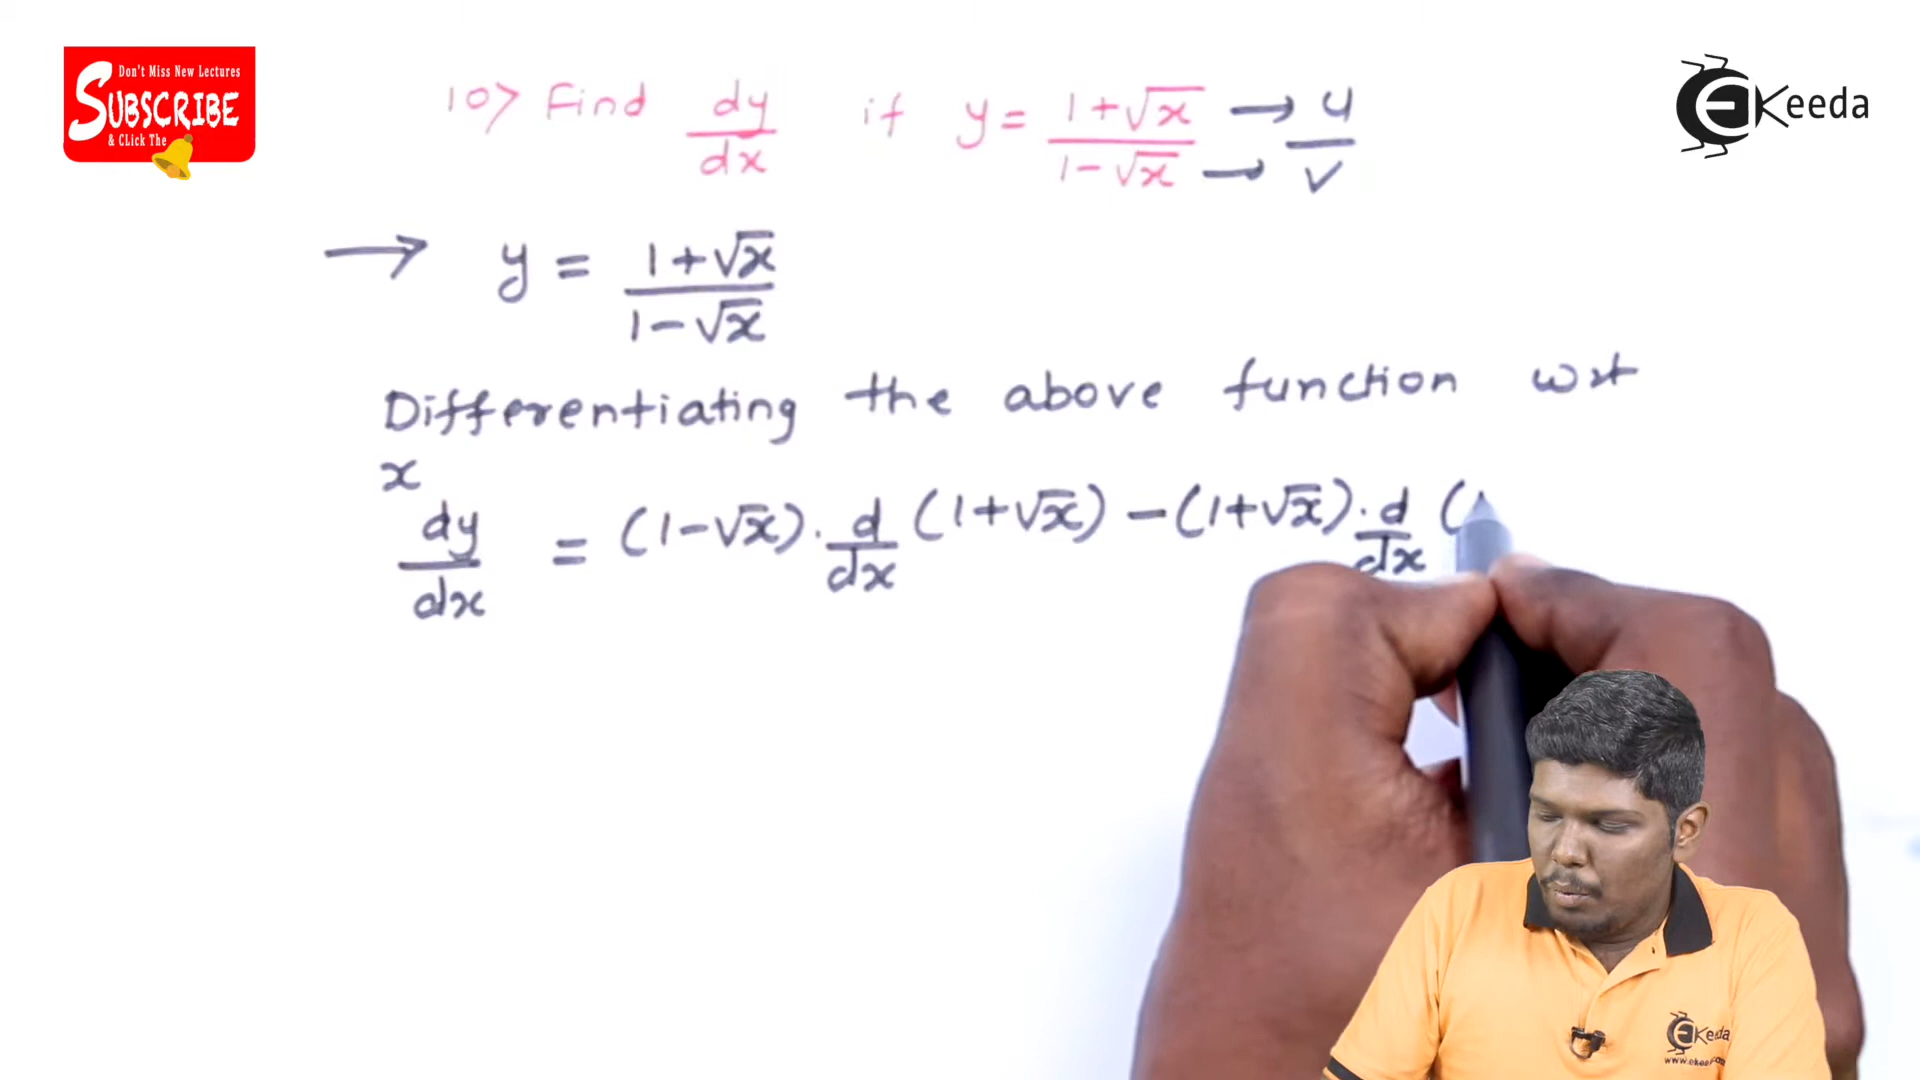 Don't Miss New Lectures
SUBSCRIBE
& CLick The
10> Find dy/dx if y = (1+√x)/(1-√x) → u/v
Keeda
→ y = (1+√x)/(1-√x)
Differentiating the above function wrt
x
dy/dx = (1-√x). d/dx (1+√x) - (1+√x). d/dx (
Keeda